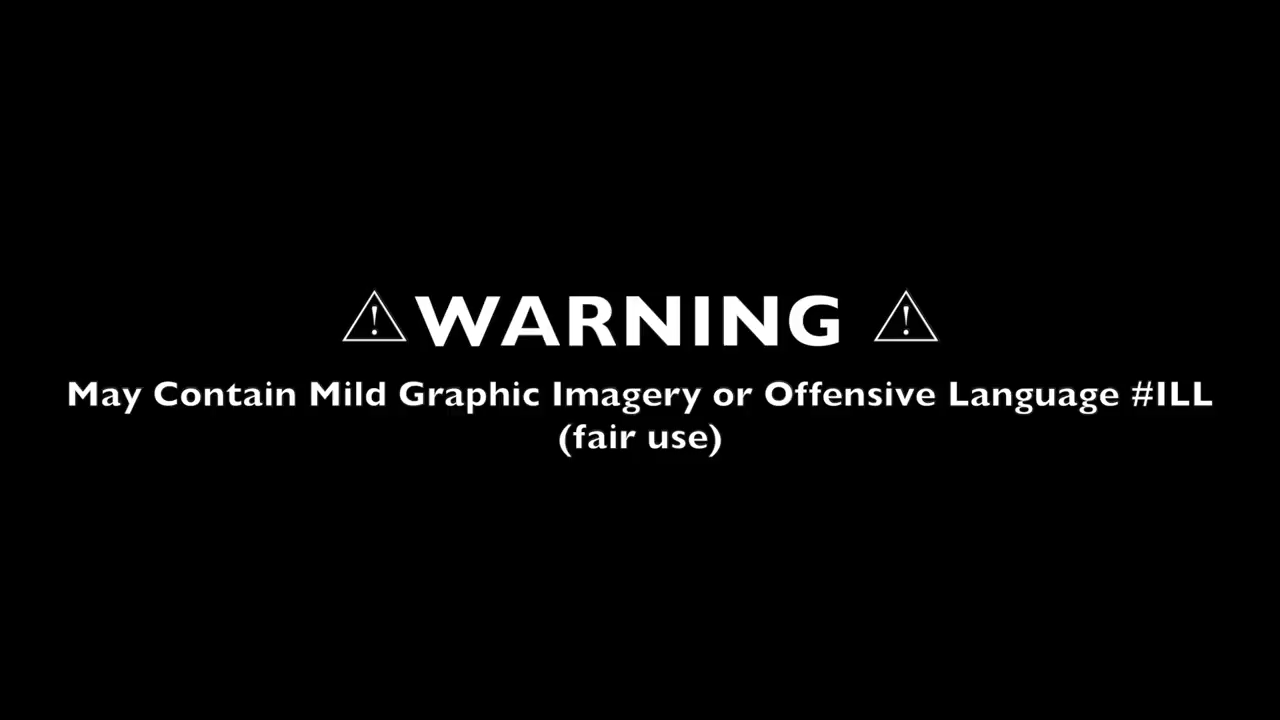 ⚠WARNING ⚠
May Contain Mild Graphic Imagery or Offensive Language #ILL
(fair use)